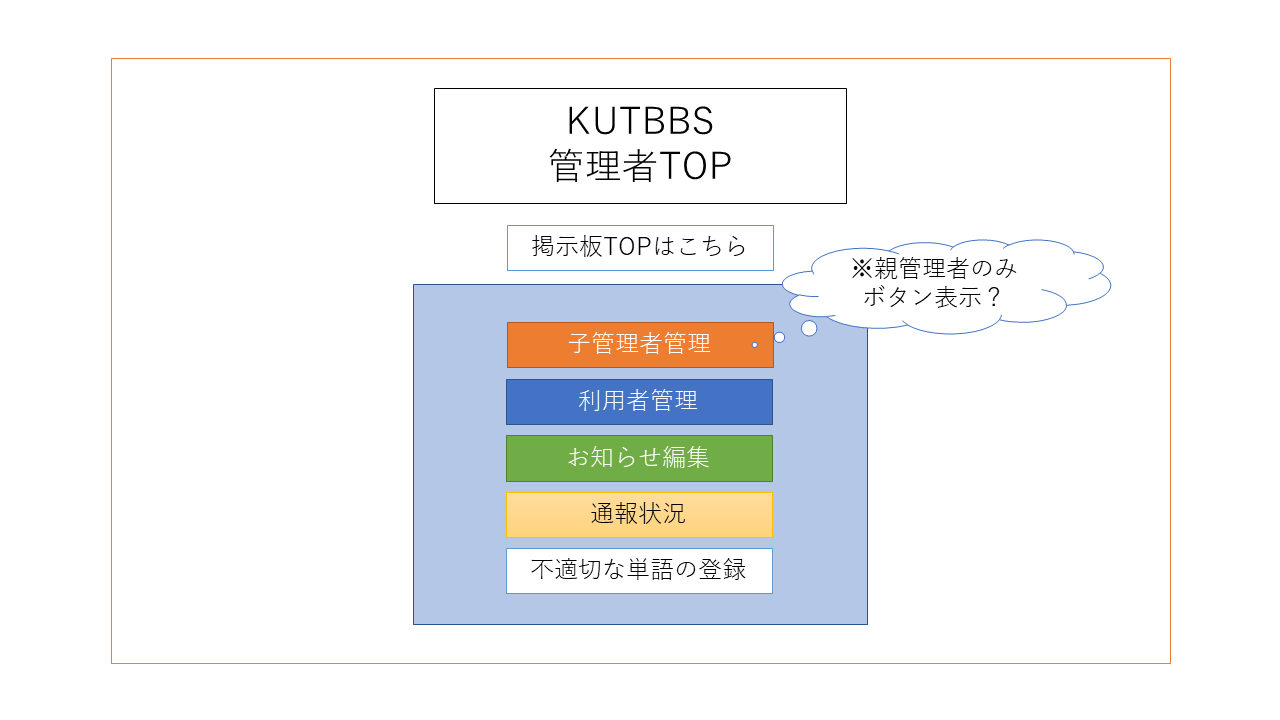 KUTBBS
管理者TOP
掲示板TOPはこちら
※親管理者のみ
ボタン表示？
子管理者管理
利用者管理
お知らせ編集
通報状況
不適切な単語の登録